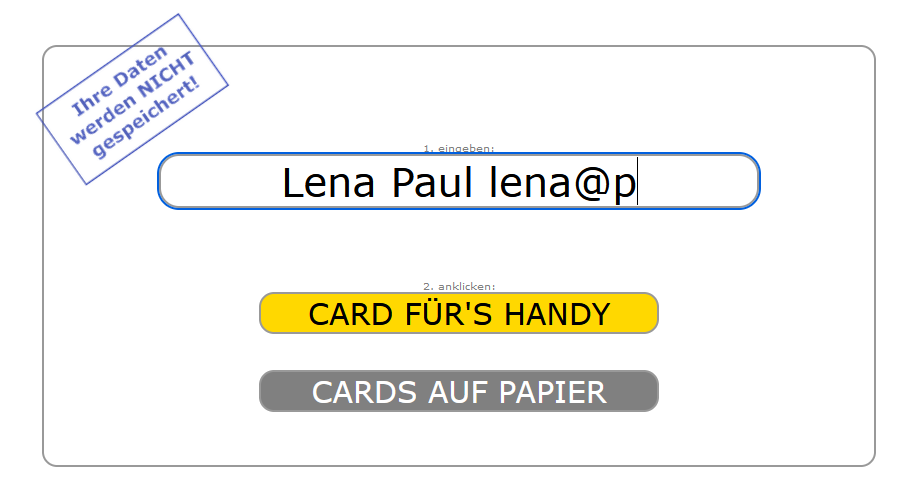 Ihre Daten
werden NICHT
gespeichert!
1. eingeben:
Lena Paul lena@p
2. anklicken:
CARD FÜR'S HANDY
CARDS AUF PAPIER